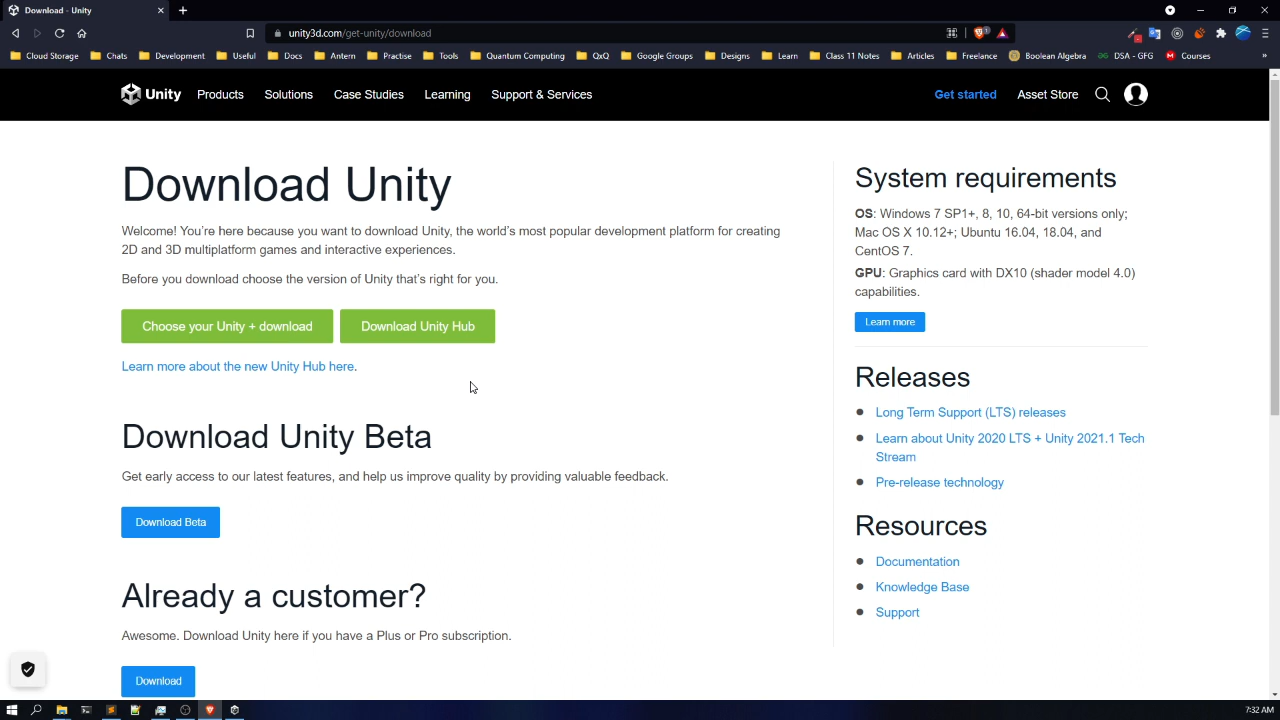 Download - Unity
unity3d.com/get-unity/download
Cloud Storage Chats Development Useful Docs Antern Practise Tools Quantum Computing QxQ Google Groups Designs Learn Class 11 Notes Articles Freelance Boolean Algebra DSA - GFG Courses »
Unity Products Solutions Case Studies Learning Support & Services Get started Asset Store
Download Unity
Welcome! You're here because you want to download Unity, the world's most popular development platform for creating
2D and 3D multiplatform games and interactive experiences.
Before you download choose the version of Unity that's right for you.
Choose your Unity + download Download Unity Hub
Learn more about the new Unity Hub here.
Download Unity Beta
Get early access to our latest features, and help us improve quality by providing valuable feedback.
Download Beta
Already a customer?
Awesome. Download Unity here if you have a Plus or Pro subscription.
Download
System requirements
OS: Windows 7 SP1+, 8, 10, 64-bit versions only;
Mac OS X 10.12+; Ubuntu 16.04, 18.04, and
CentOS 7.
GPU: Graphics card with DX10 (shader model 4.0)
capabilities.
Learn more
Releases
Long Term Support (LTS) releases
Learn about Unity 2020 LTS + Unity 2021.1 Tech
Stream
Pre-release technology
Resources
Documentation
Knowledge Base
Support
7:32 AM